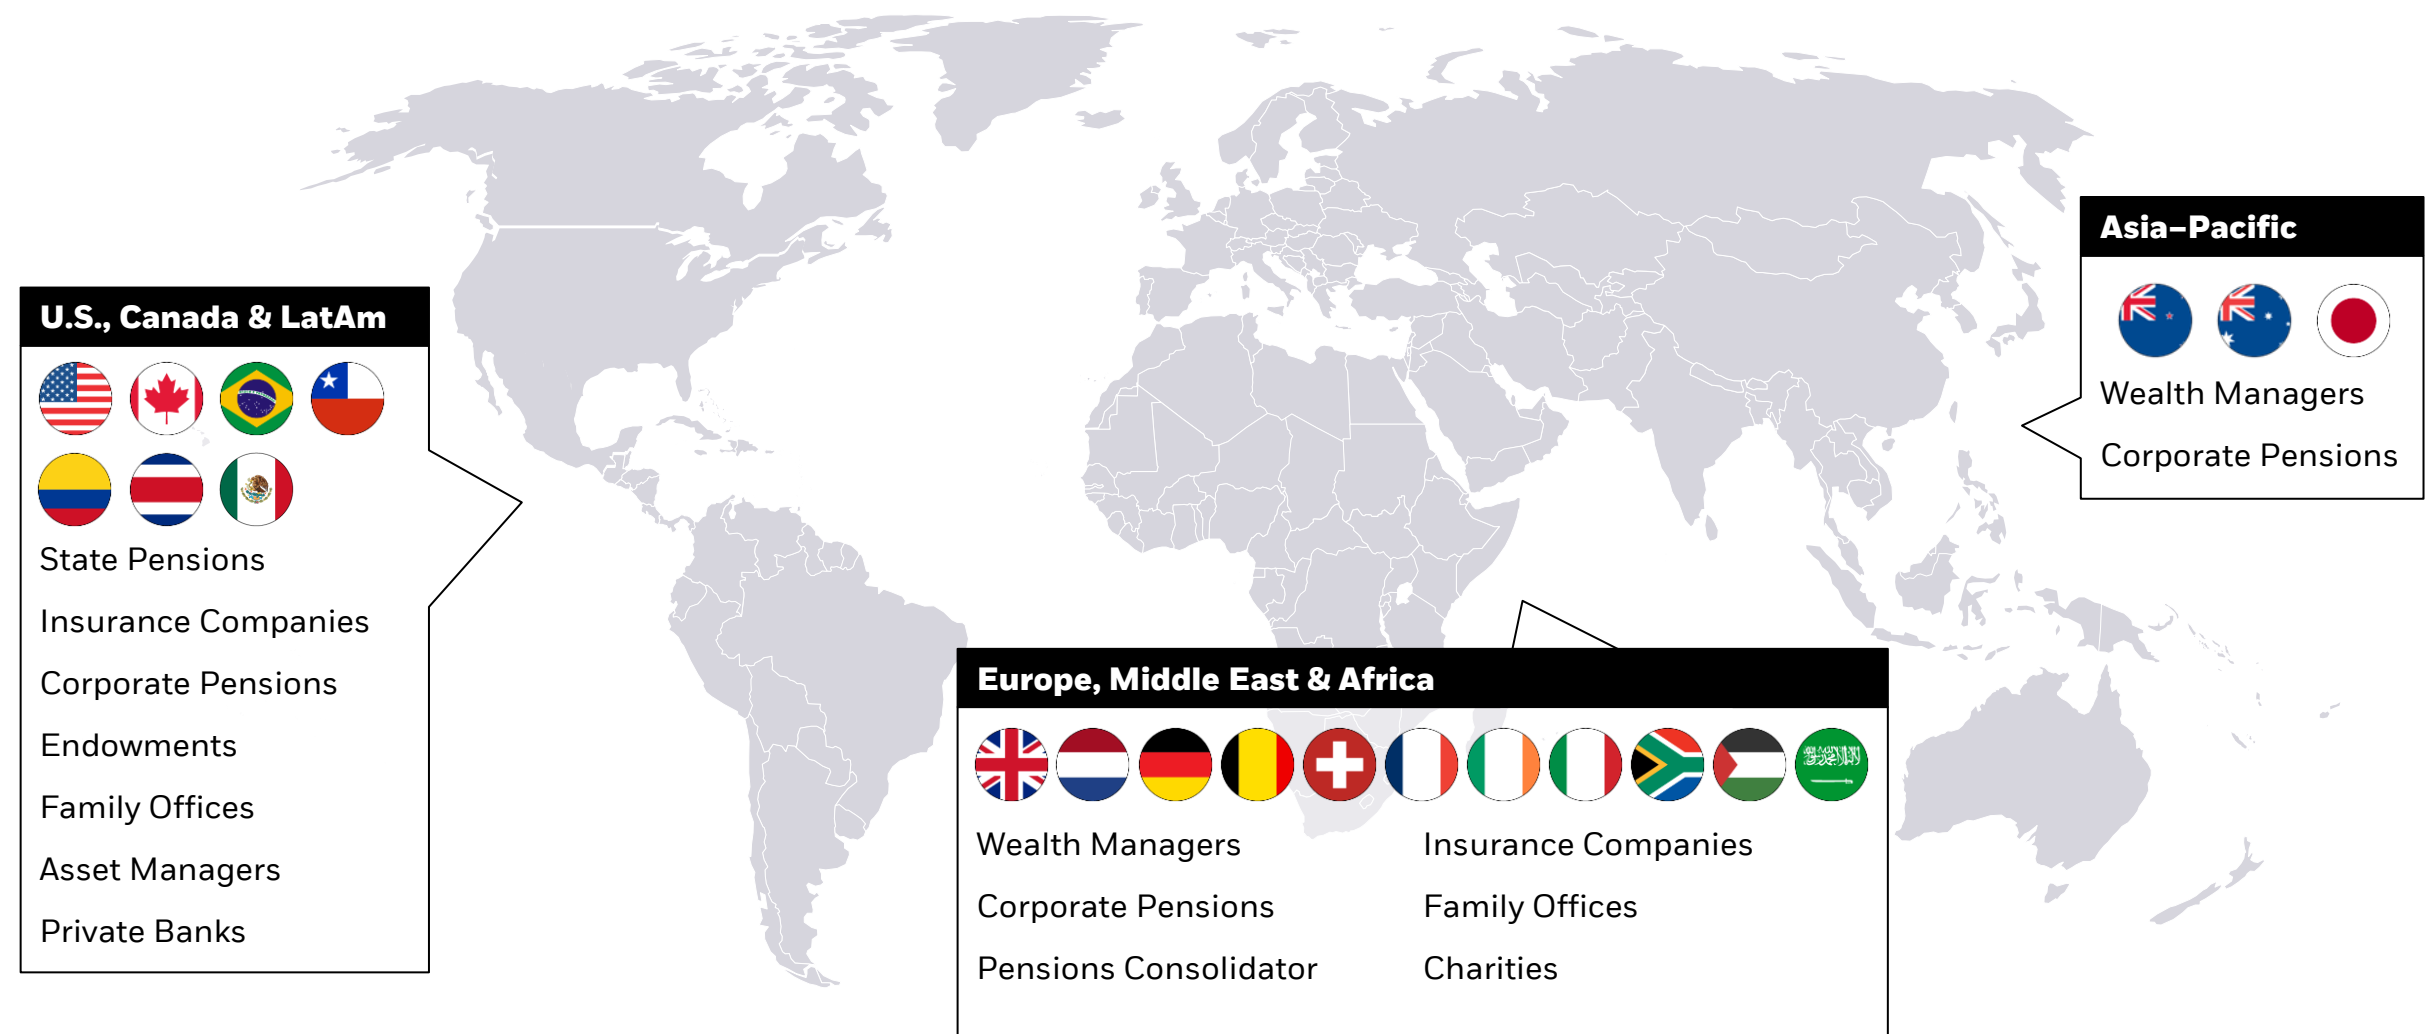 U.S., Canada & LatAm
State Pensions
Insurance Companies
Corporate Pensions
Endowments
Family Offices
Asset Managers
Private Banks
Europe, Middle East & Africa
Wealth Managers
Corporate Pensions
Pensions Consolidator
Insurance Companies
Family Offices
Charities
Asia–Pacific
Wealth Managers
Corporate Pensions